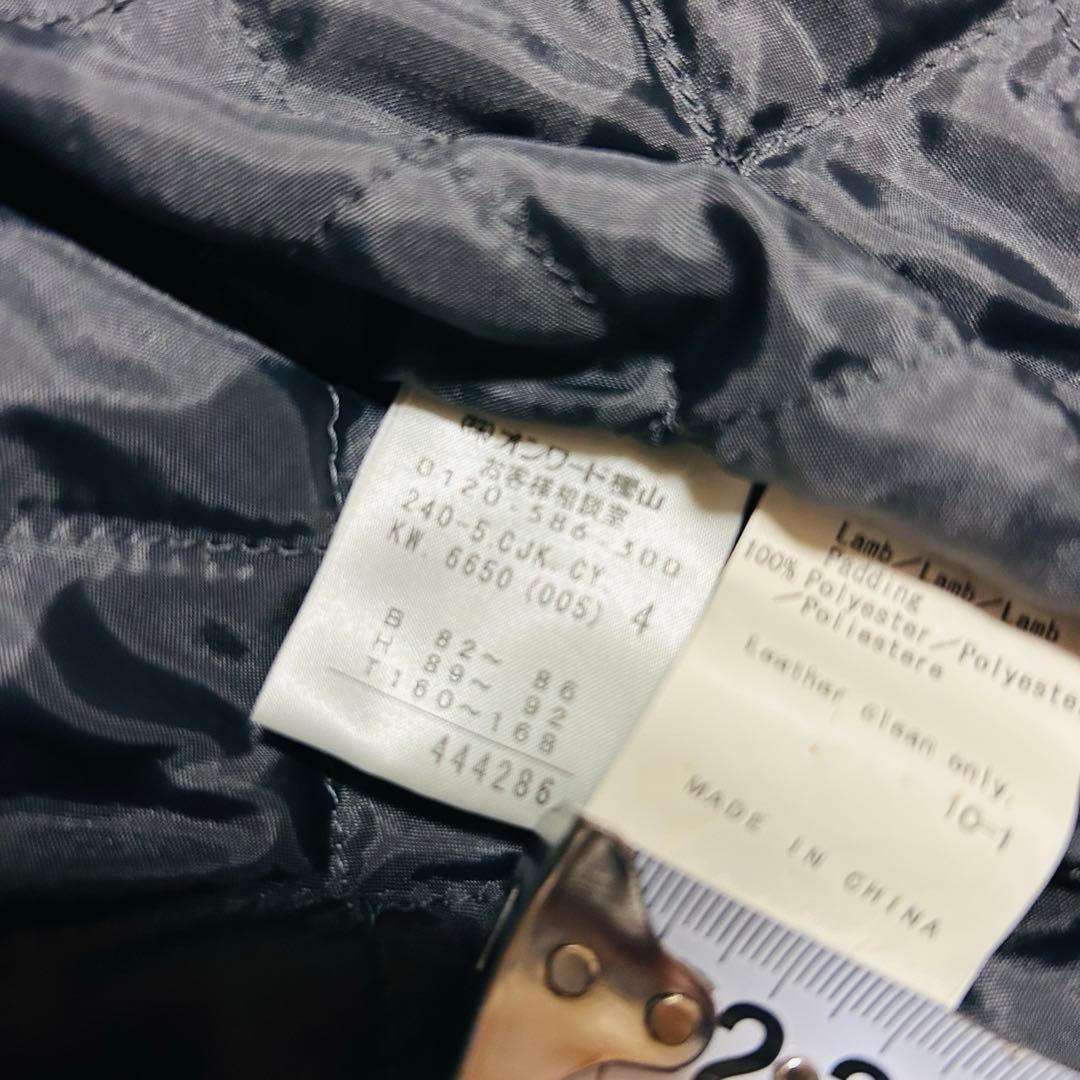 ㈱オンワード樫山
お客様相談室
0120-586-300
240-5.CJK.CY.
KW. 6650 (005) 4
B 82～ 86
H 89～ 92
T160～168
444286
Lamb/Lamb/Lamb
Padding
100% Polyester/Polyester
/Poliestere
Leather clean only.
10-1
MADE IN CHINA
2 3